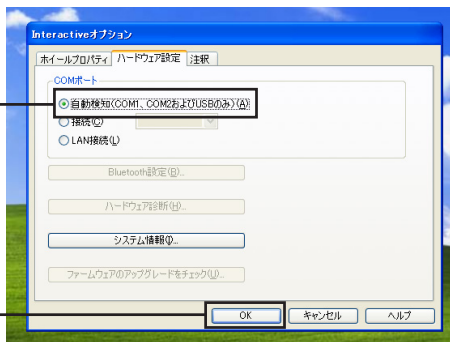 Interactiveオプション
ホイールプロパティ ハードウェア設定 注釈
COMポート
自動検知(COM1、COM2およびUSBのみ)(A)
接続(C)
LAN接続(L)
Bluetooth設定(B)...
ハードウェア診断(H)...
システム情報(I)...
ファームウェアのアップグレードをチェック(U)...
OK キャンセル ヘルプ